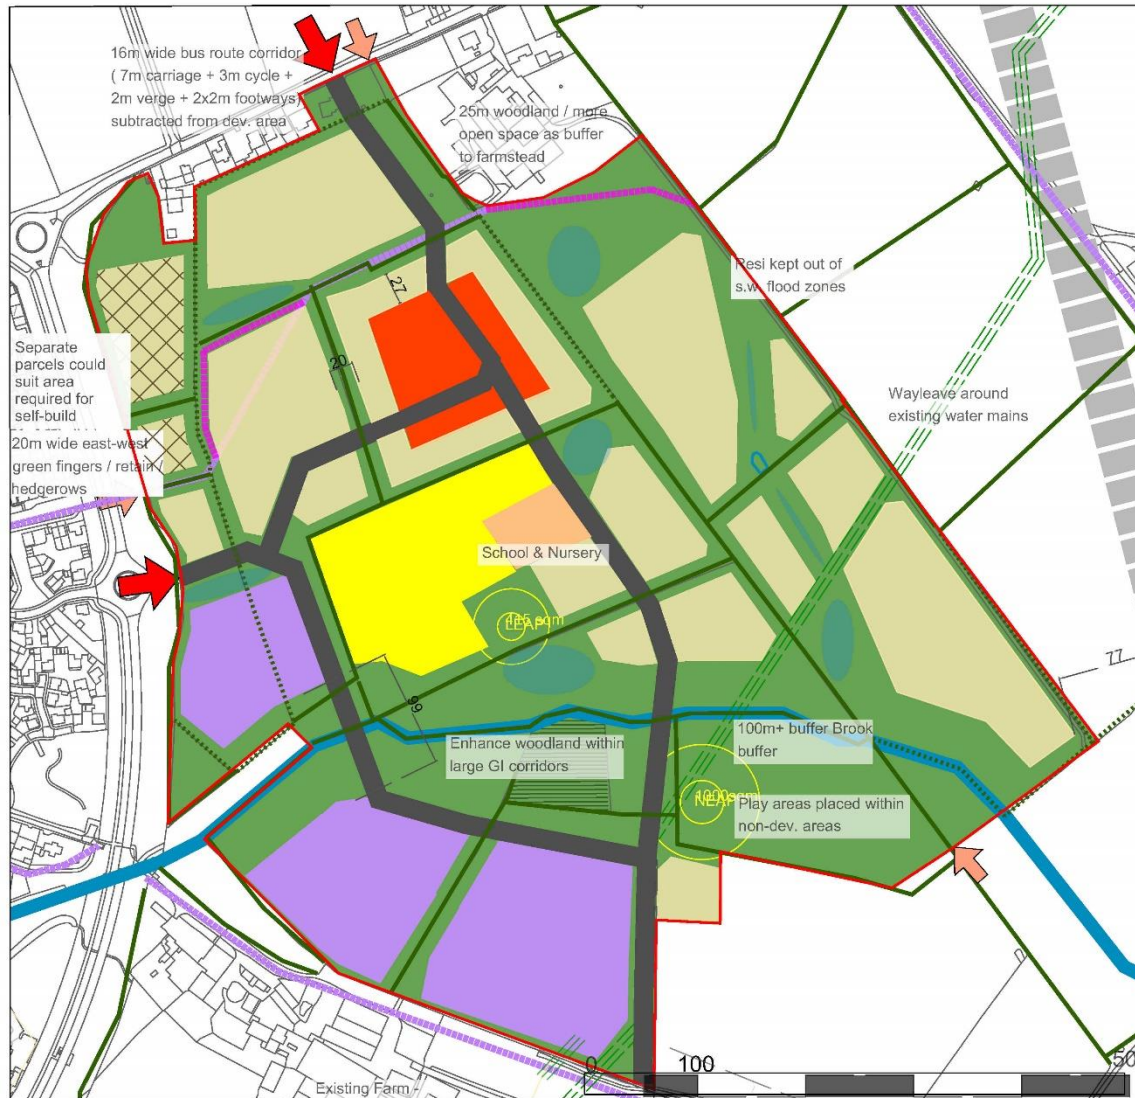 16m wide bus route corridor
( 7m carriage + 3m cycle +
2m verge + 2x2m footways)
subtracted from dev. area
25m woodland / more
open space as buffer
to farmstead
Resi kept out of
s.w. flood zones
27
20
Separate
parcels could
suit area
required for
self-build
20m wide east-west
green fingers / retain /
hedgerows
Wayleave around
existing water mains
School & Nursery
LEAP
77
99
Enhance woodland within
large GI corridors
100m+ buffer Brook
buffer
1000sqm
NEAP
Play areas placed within
non-dev. areas
0
100
Existing Farm -